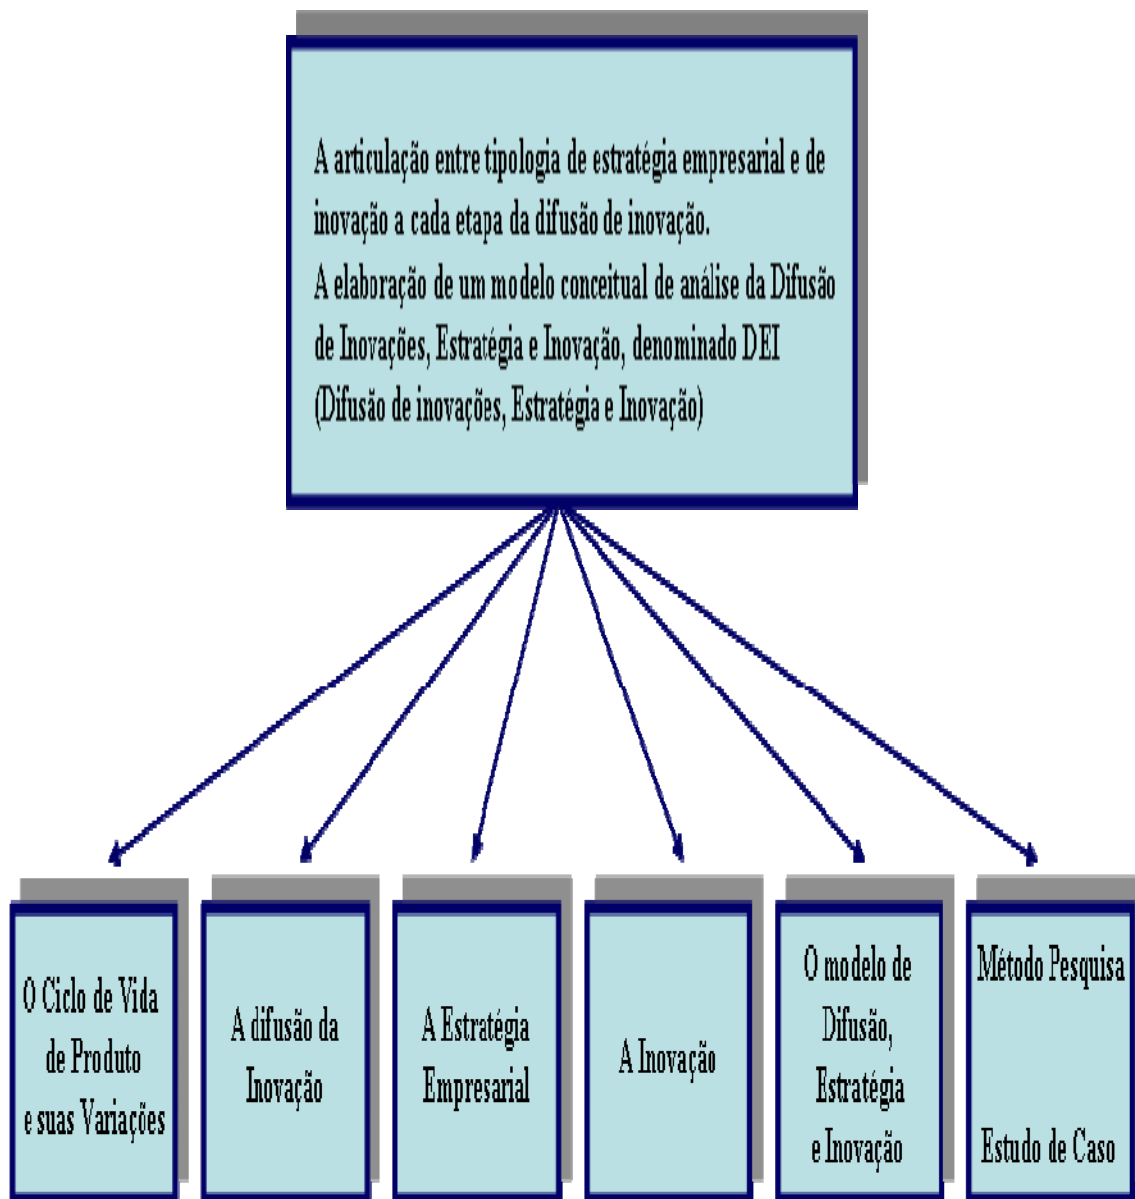 A articulação entre tipologia de estratégia empresarial e de
inovação a cada etapa da difusão de inovação.
A elaboração de um modelo conceitual de análise da Difusão
de Inovações, Estratégia e Inovação, denominado DEI
(Difusão de inovações, Estratégia e Inovação)
O Ciclo de Vida
de Produto
e suas Variações
A difusão da
Inovação
A Estratégia
Empresarial
A Inovação
O modelo de
Difusão,
Estratégia
e Inovação
Método Pesquisa
Estudo de Caso